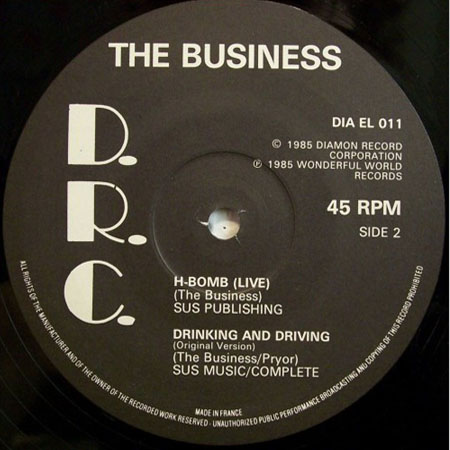 THE BUSINESS
D.
R.
C.
DIA EL 011
© 1985 DIAMON RECORD
CORPORATION
℗ 1985 WONDERFUL WORLD
RECORDS
45 RPM
SIDE 2
H-BOMB (LIVE)
(The Business)
SUS PUBLISHING
DRINKING AND DRIVING
(Original Version)
(The Business/Pryor)
SUS MUSIC/COMPLETE
MADE IN FRANCE
ALL RIGHTS OF THE MANUFACTURER AND OF THE OWNER OF THE RECORDED WORK RESERVED - UNAUTHORIZED PUBLIC PERFORMANCE BROADCASTING AND COPYING OF THIS RECORD PROHIBITED